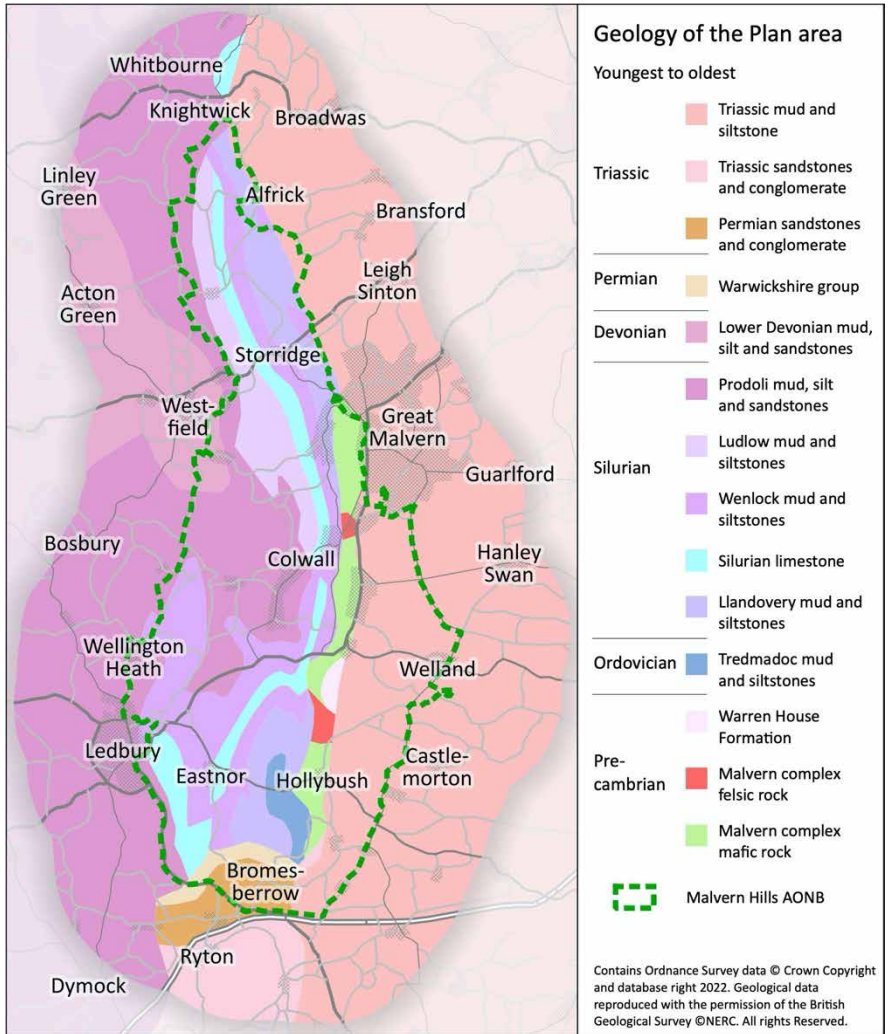 Geology of the Plan area
Youngest to oldest
Triassic
Triassic mud and
siltstone
Triassic sandstones
and conglomerate
Permian sandstones
and conglomerate
Permian
Warwickshire group
Devonian
Lower Devonian mud,
silt and sandstones
Silurian
Prodoli mud, silt
and sandstones
Ludlow mud and
siltstones
Wenlock mud and
siltstones
Silurian limestone
Llandovery mud and
siltstones
Ordovician
Tredmadoc mud
and siltstones
Pre-
cambrian
Warren House
Formation
Malvern complex
felsic rock
Malvern complex
mafic rock
Malvern Hills AONB
Contains Ordnance Survey data © Crown Copyright
and database right 2022. Geological data
reproduced with the permission of the British
Geological Survey ©NERC. All rights Reserved.
Whitbourne
Knightwick
Broadwas
Linley
Green
Alfrick
Bransford
Leigh
Sinton
Acton
Green
Storridge
West-
field
Great
Malvern
Guarlford
Bosbury
Colwall
Hanley
Swan
Wellington
Heath
Welland
Ledbury
Eastnor
Hollybush
Castle-
morton
Bromes-
berrow
Ryton
Dymock